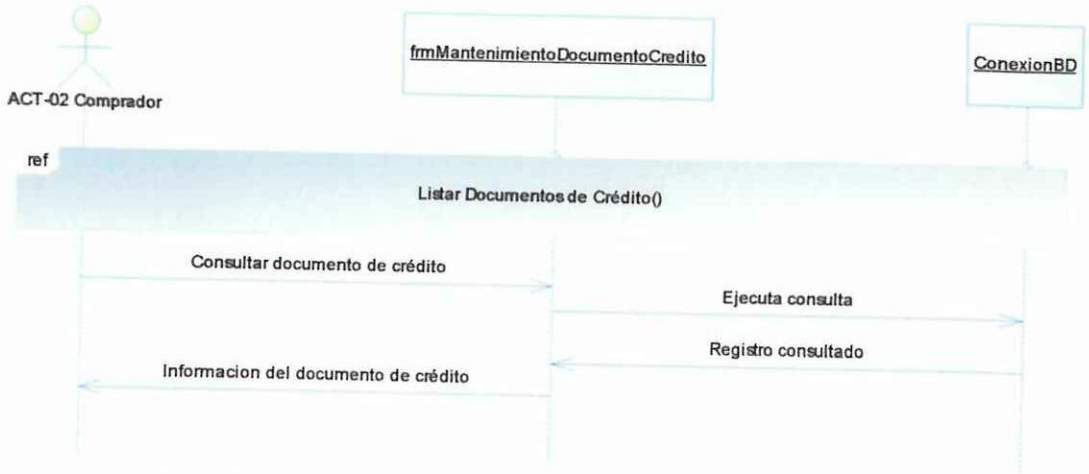 frmMantenimientoDocumentoCredito
ConexionBD
ACT-02 Comprador
ref
Listar Documentos de Crédito()
Consultar documento de crédito
Ejecuta consulta
Registro consultado
Informacion del documento de crédito